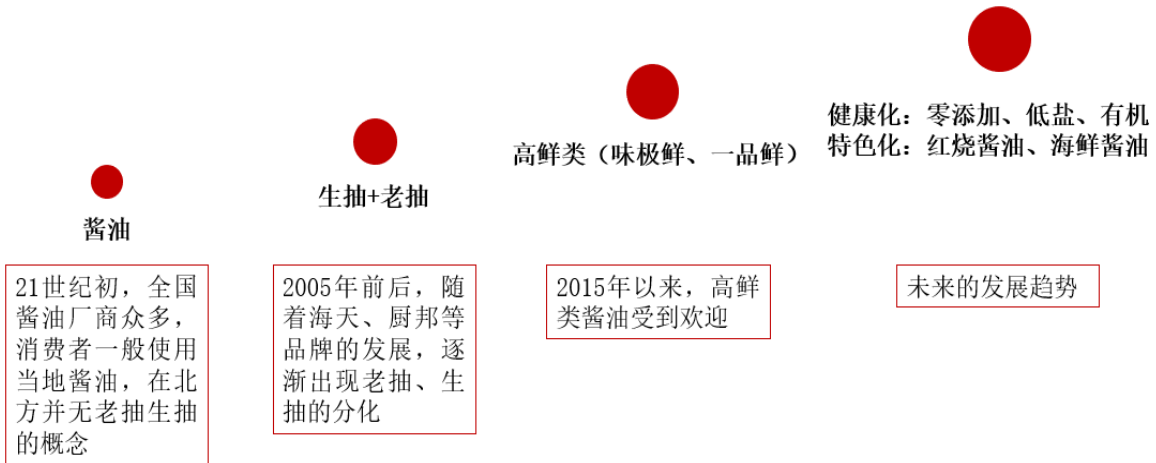 酱油
21世纪初，全国
酱油厂商众多，
消费者一般使用
当地酱油，在北
方并无老抽生抽
的概念
生抽+老抽
2005年前后，随
着海天、厨邦等
品牌的发展，逐
渐出现老抽、生
抽的分化
高鲜类（味极鲜、一品鲜）
2015年以来，高鲜
类酱油受到欢迎
健康化：零添加、低盐、有机
特色化：红烧酱油、海鲜酱油
未来的发展趋势